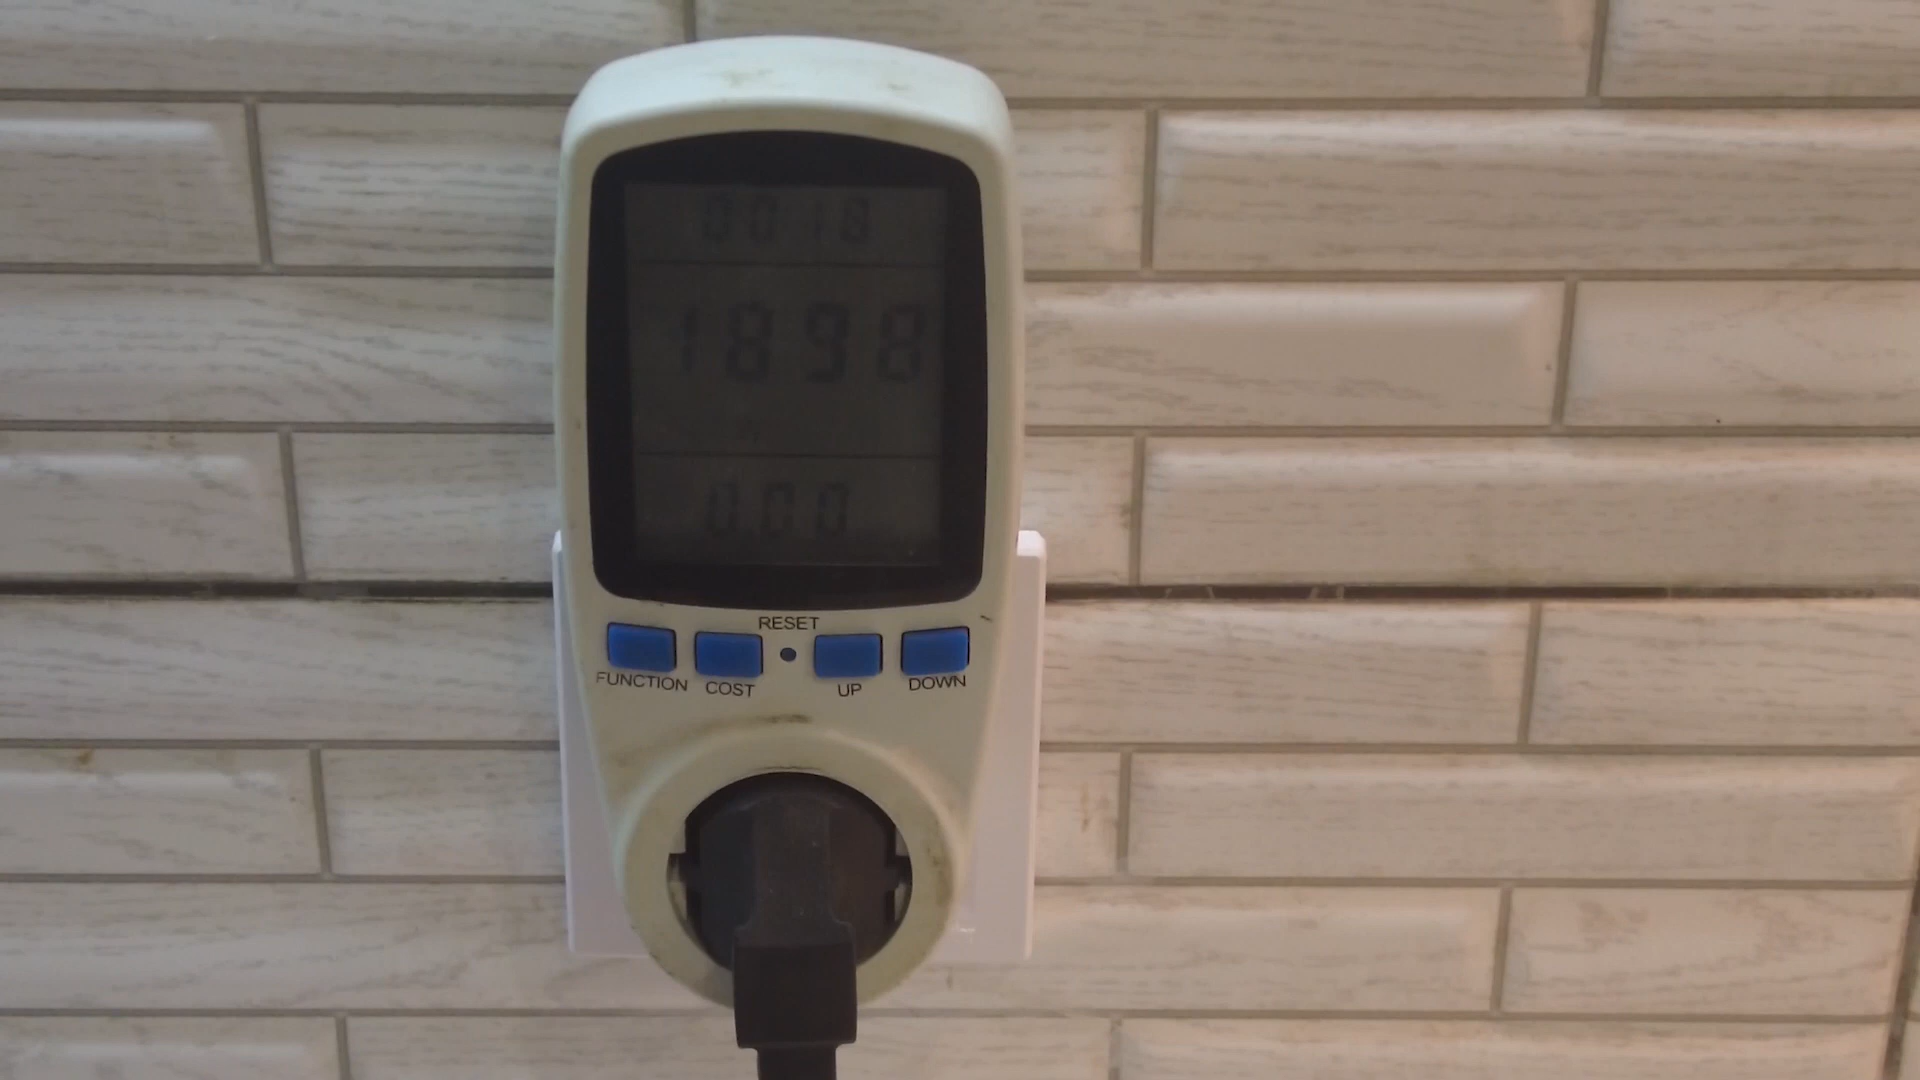 1898
0.00
RESET
FUNCTION COST UP DOWN